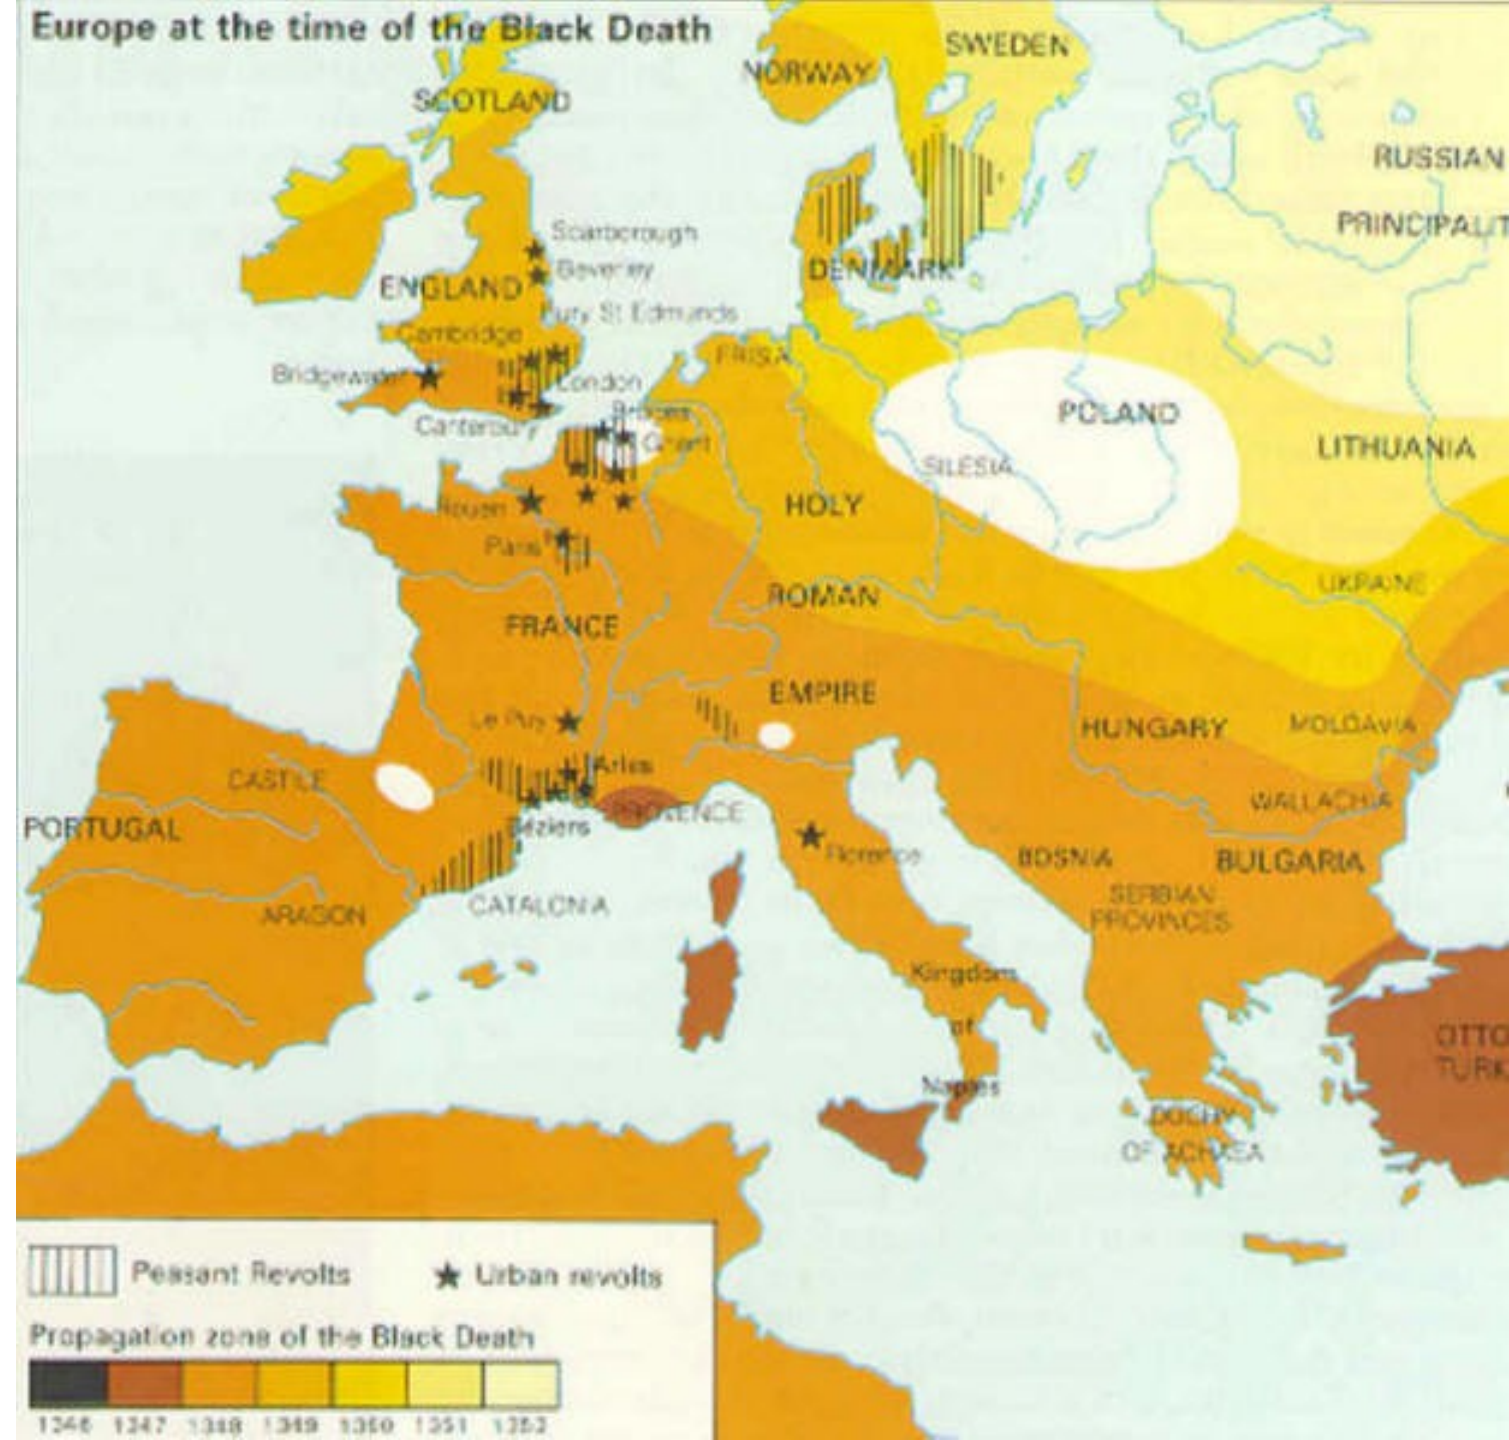 Europe at the time of the Black Death
SCOTLAND
NORWAY
SWEDEN
RUSSIAN
PRINCIPALIT
Scarborough
Beverley
ENGLAND
Bury St Edmunds
Cambridge
Bridgewater
London
Canterbury
Bruges
Ghent
DENMARK
FRISA
POLAND
SILESIA
LITHUANIA
HOLY
Rouen
Paris
ROMAN
UKRAINE
FRANCE
EMPIRE
Le Puy
HUNGARY
MOLDAVIA
CASTILE
Arles
PROVENCE
WALLACHIA
PORTUGAL
Béziers
Florence
BOSNIA
BULGARIA
SERBIAN
PROVINCES
CATALONIA
ARAGON
Kingdom
of
Naples
OTTO
TURK
DUCHY
OF ACHAEA
Peasant Revolts
Urban revolts
Propagation zone of the Black Death
1346 1347 1348 1349 1350 1351 1352